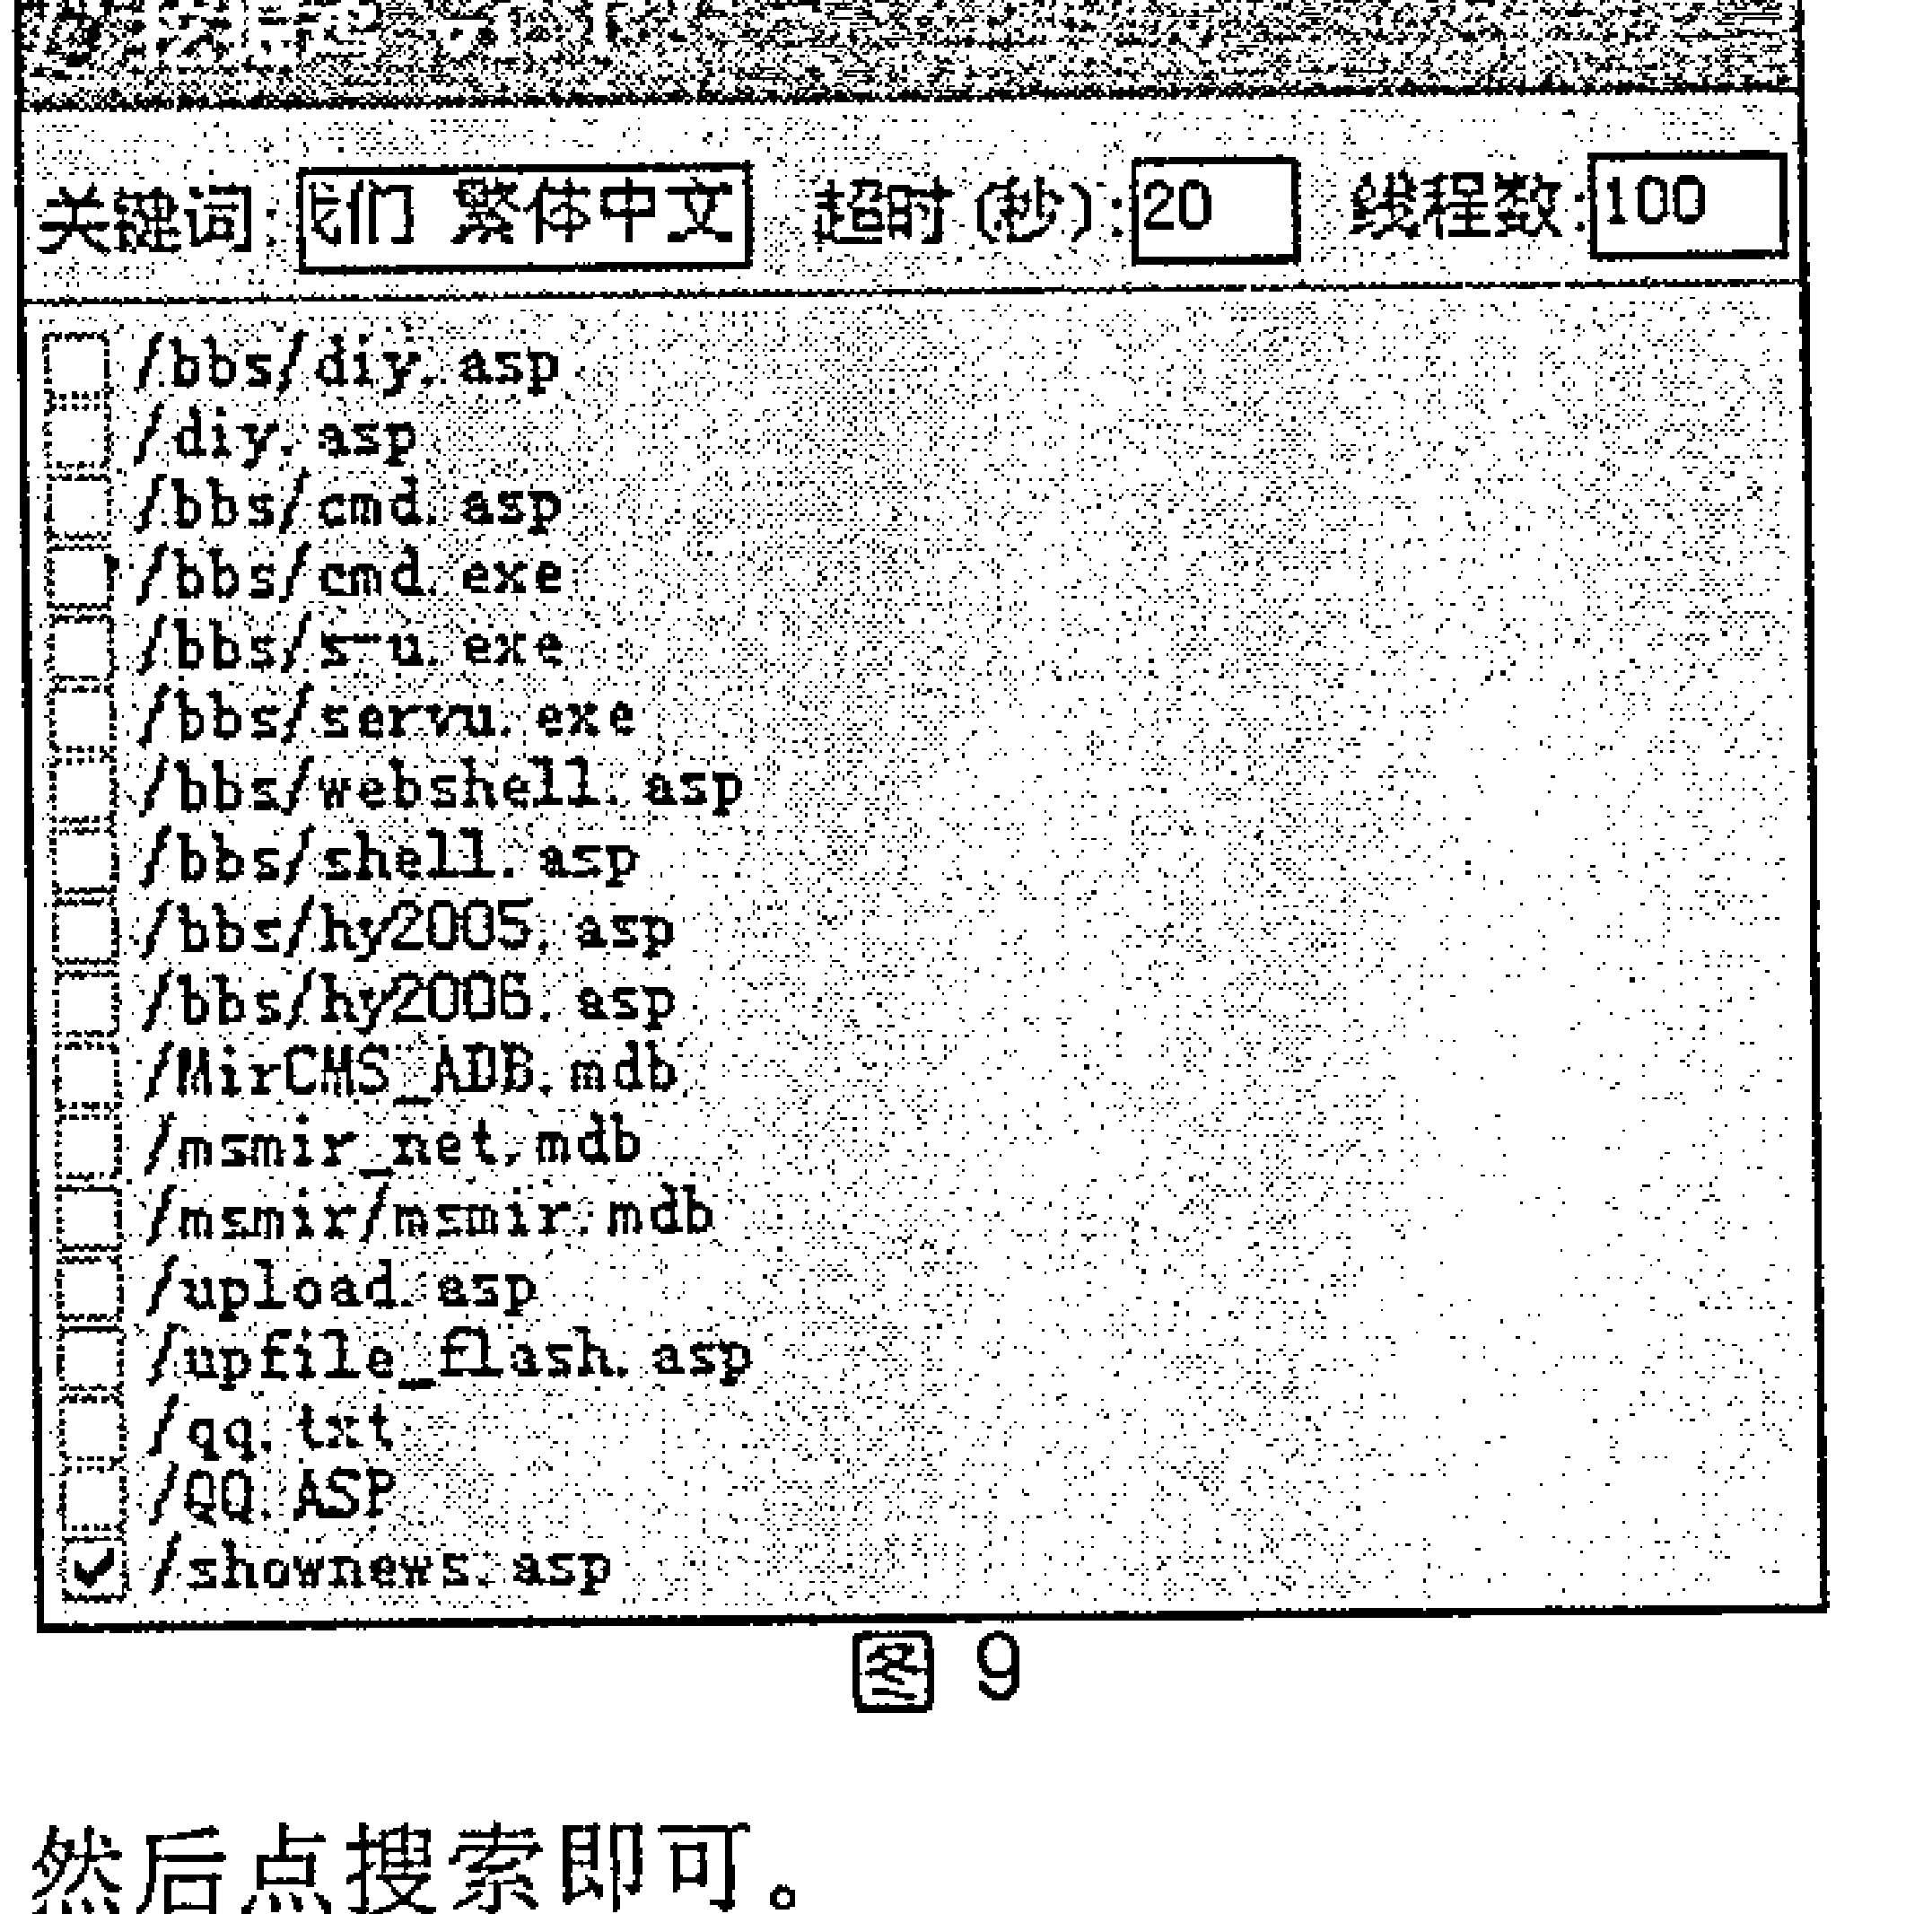 关键词: 我们 繁体中文 超时(秒): 20 线程数: 100
/bbs/diy.asp
/diy.asp
/bbs/cmd.asp
/bbs/cmd.exe
/bbs/s-u.exe
/bbs/servu.exe
/bbs/webshell.asp
/bbs/shell.asp
/bbs/hy2005.asp
/bbs/hy2006.asp
/MirCMS_ADB.mdb
/msmir_net.mdb
/msmir/msmir.mdb
/upload.asp
/upfile_flash.asp
/qq.txt
/QQ.ASP
/shownews.asp
图 9
然后点搜索即可。